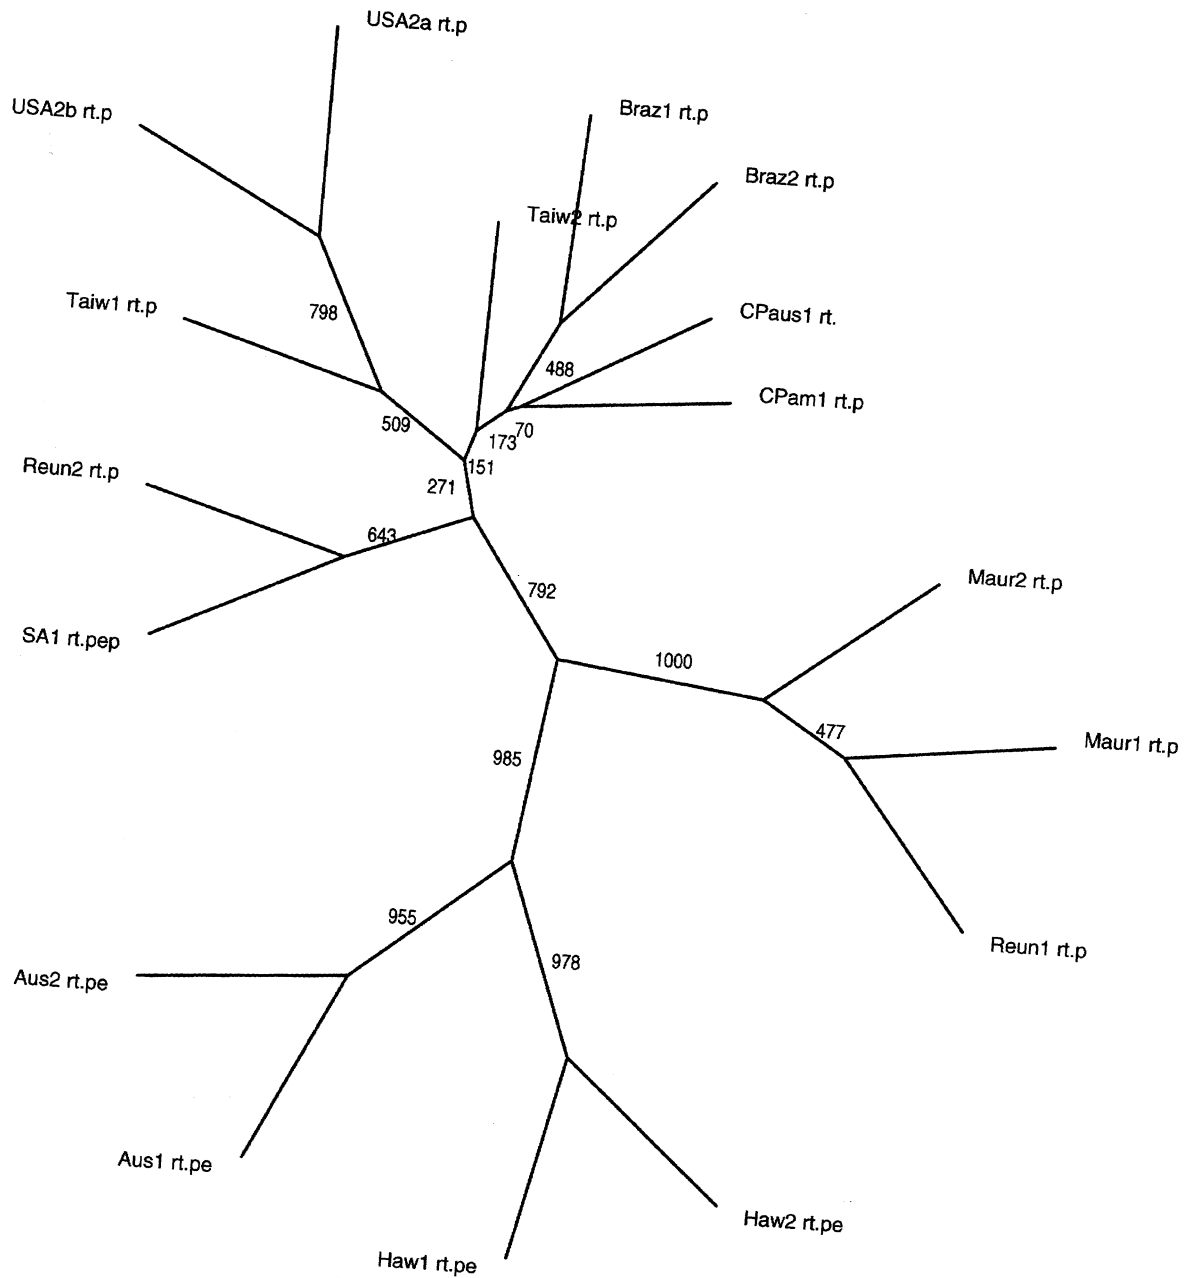 USA2a rt.p
USA2b rt.p
Braz1 rt.p
Braz2 rt.p
Taiw2 rt.p
Taiw1 rt.p
798
CPaus1 rt.
488
CPam1 rt.p
509
70
173
151
Reun2 rt.p
271
643
792
Maur2 rt.p
SA1 rt.pep
1000
477
Maur1 rt.p
985
955
Reun1 rt.p
978
Aus2 rt.pe
Aus1 rt.pe
Haw2 rt.pe
Haw1 rt.pe